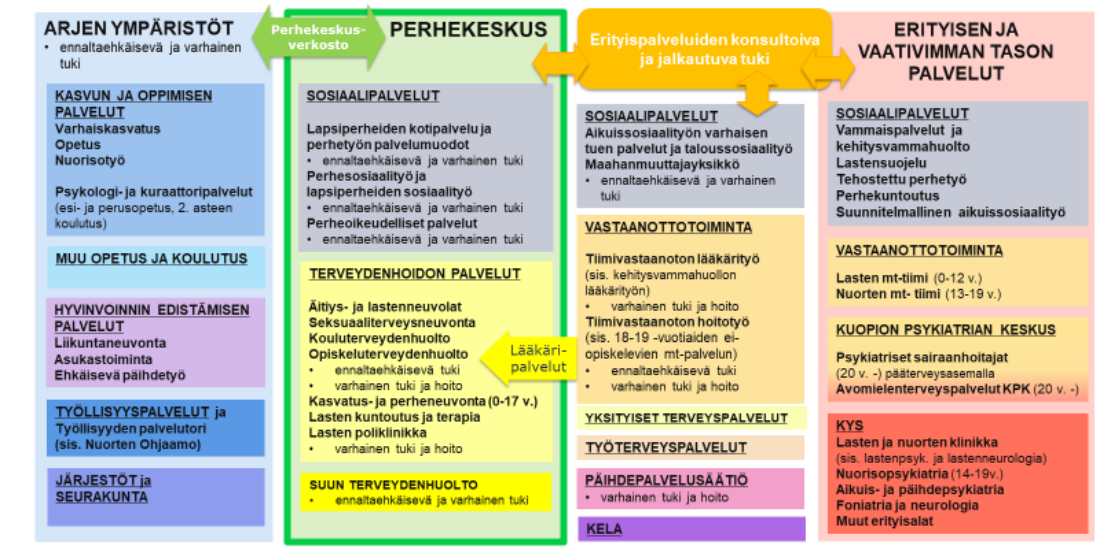 ARJEN YMPÄRISTÖT
• ennaltaehkäisevä ja varhainen
tuki
KASVUN JA OPPIMISEN
PALVELUT
Varhaiskasvatus
Opetus
Nuorisotyö
Psykologi- ja kuraattoripalvelut
(esi- ja perusopetus, 2. asteen
koulutus)
MUU OPETUS JA KOULUTUS
HYVINVOINNIN EDISTÄMISEN
PALVELUT
Liikuntaneuvonta
Asukastoiminta
Ehkäisevä päihdetyö
TYÖLLISYYSPALVELUT ja
Työllisyyden palvelutori
(sis. Nuorten Ohjaamo)
JÄRJESTÖT ja
SEURAKUNTA
Perhekeskus-
verkosto
PERHEKESKUS
SOSIAALIPALVELUT
Lapsiperheiden kotipalvelu ja
perhetyön palvelumuodot
• ennaltaehkäisevä ja varhainen tuki
Perhesosiaalityö ja
lapsiperheiden sosiaalityö
• ennaltaehkäisevä ja varhainen tuki
Perheoikeudelliset palvelut
• ennaltaehkäisevä ja varhainen tuki
TERVEYDENHOIDON PALVELUT
Äitiys- ja lastenneuvolat
Seksuaaliterveysneuvonta
Kouluterveydenhuolto
Opiskeluterveydenhuolto
• ennaltaehkäisevä tuki
• varhainen tuki ja hoito
Kasvatus- ja perheneuvonta (0-17 v.)
Lasten kuntoutus ja terapia
Lasten poliklinikka
• varhainen tuki ja hoito
SUUN TERVEYDENHUOLTO
• ennaltaehkäisevä ja varhainen tuki
Lääkäri-
palvelut
Erityispalveluiden konsultoiva
ja jalkautuva tuki
SOSIAALIPALVELUT
Aikuissosiaalityön varhaisen
tuen palvelut ja taloussosiaalityö
Maahanmuuttajayksikkö
• ennaltaehkäisevä ja varhainen
tuki
VASTAANOTTOTOIMINTA
Tiimivastaanoton lääkärityö
(sis. kehitysvammahuollon
lääkärityön)
• varhainen tuki ja hoito
Tiimivastaanoton hoitotyö
(sis. 18-19 -vuotiaiden ei-
opiskelevien mt-palvelun)
• ennaltaehkäisevä tuki
• varhainen tuki ja hoito
YKSITYISET TERVEYSPALVELUT
TYÖTERVEYSPALVELUT
PÄIHDEPALVELUSÄÄTIÖ
• varhainen tuki ja hoito
KELA
ERITYISEN JA
VAATIVIMMAN TASON
PALVELUT
SOSIAALIPALVELUT
Vammaispalvelut ja
kehitysvammahuolto
Lastensuojelu
Tehostettu perhetyö
Perhekuntoutus
Suunnitelmallinen aikuissosiaalityö
VASTAANOTTOTOIMINTA
Lasten mt-tiimi (0-12 v.)
Nuorten mt- tiimi (13-19 v.)
KUOPION PSYKIATRIAN KESKUS
Psykiatriset sairaanhoitajat
(20 v. -) pääterveysasemalla
Avomielenterveyspalvelut KPK (20 v. -)
KYS
Lasten ja nuorten klinikka
(sis. lastenpsyk. ja lastenneurologia)
Nuorisopsykiatria (14-19v.)
Aikuis- ja päihdepsykiatria
Foniatria ja neurologia
Muut erityisalat